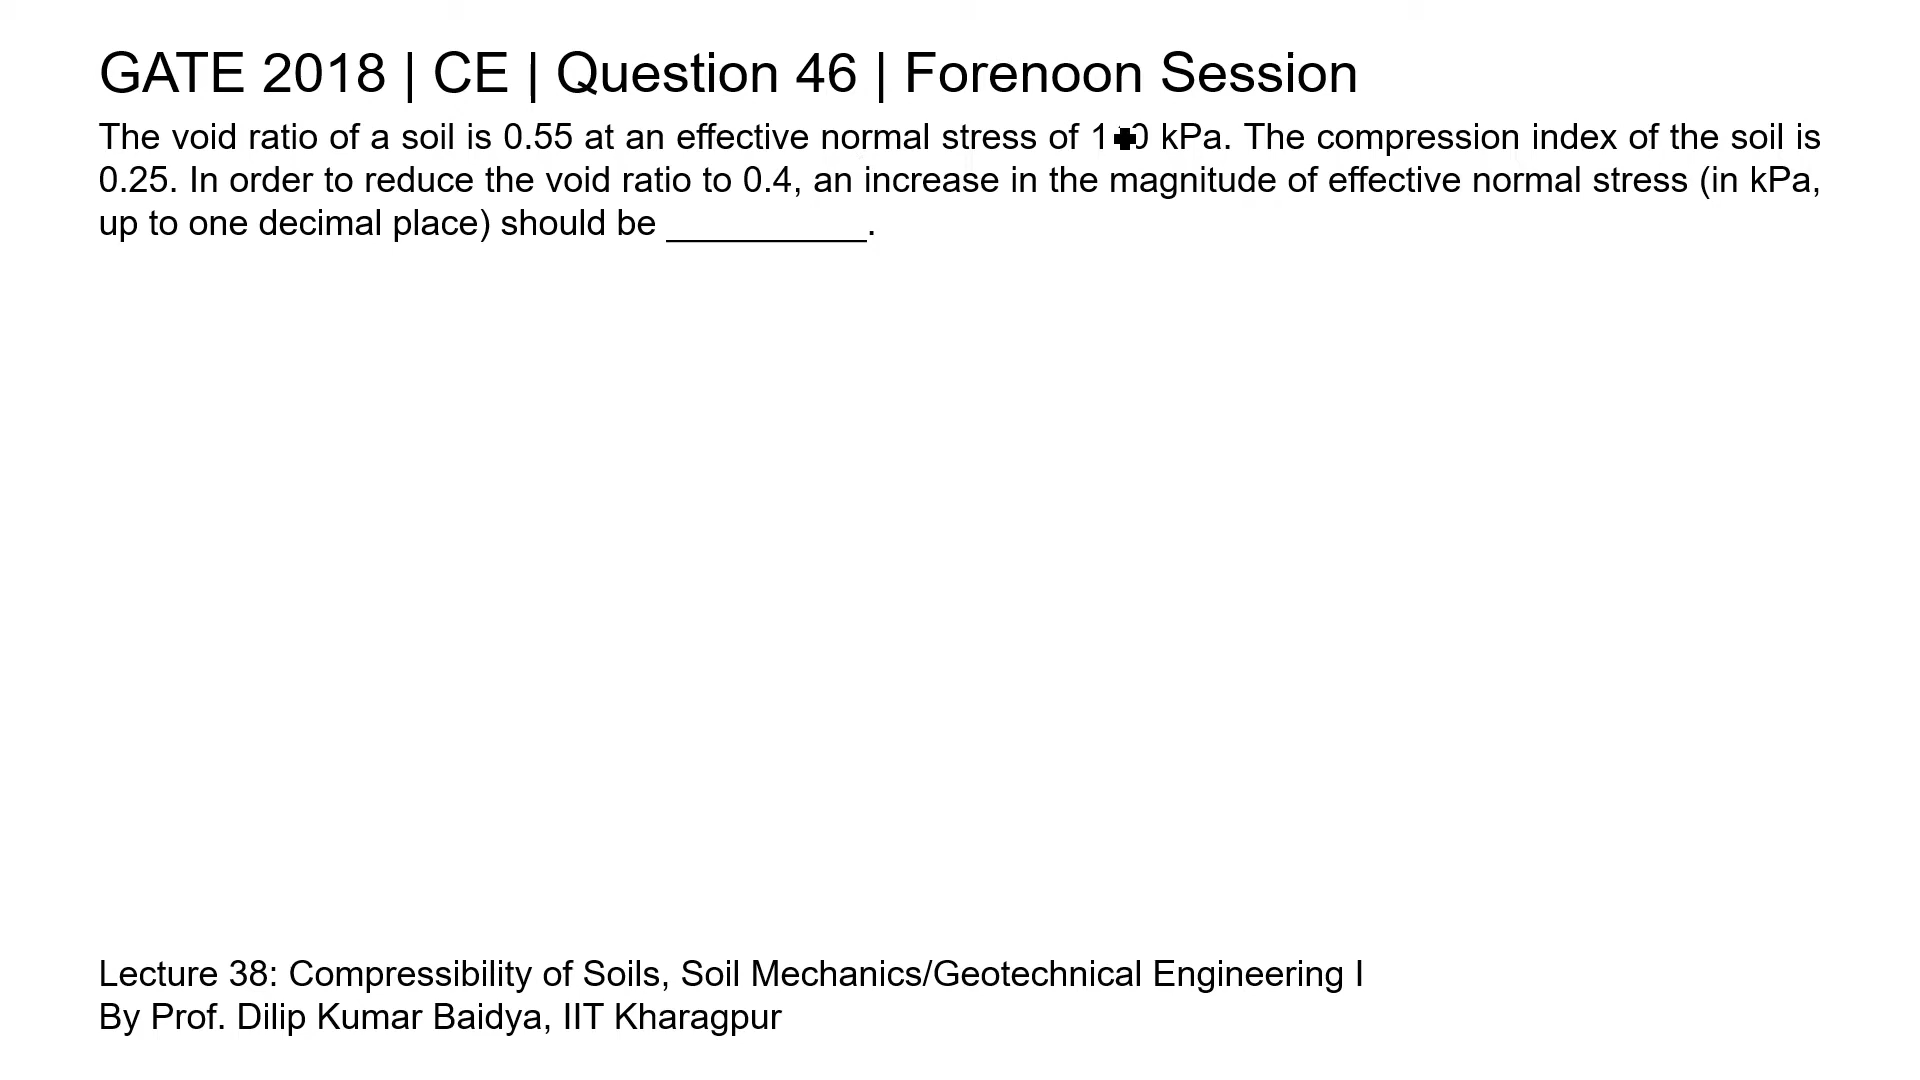 GATE 2018 | CE | Question 46 | Forenoon Session
The void ratio of a soil is 0.55 at an effective normal stress of kPa. The compression index of the soil is
0.25. In order to reduce the void ratio to 0.4, an increase in the magnitude of effective normal stress (in kPa,
up to one decimal place) should be __________.
Lecture 38: Compressibility of Soils, Soil Mechanics/Geotechnical Engineering I
By Prof. Dilip Kumar Baidya, IIT Kharagpur